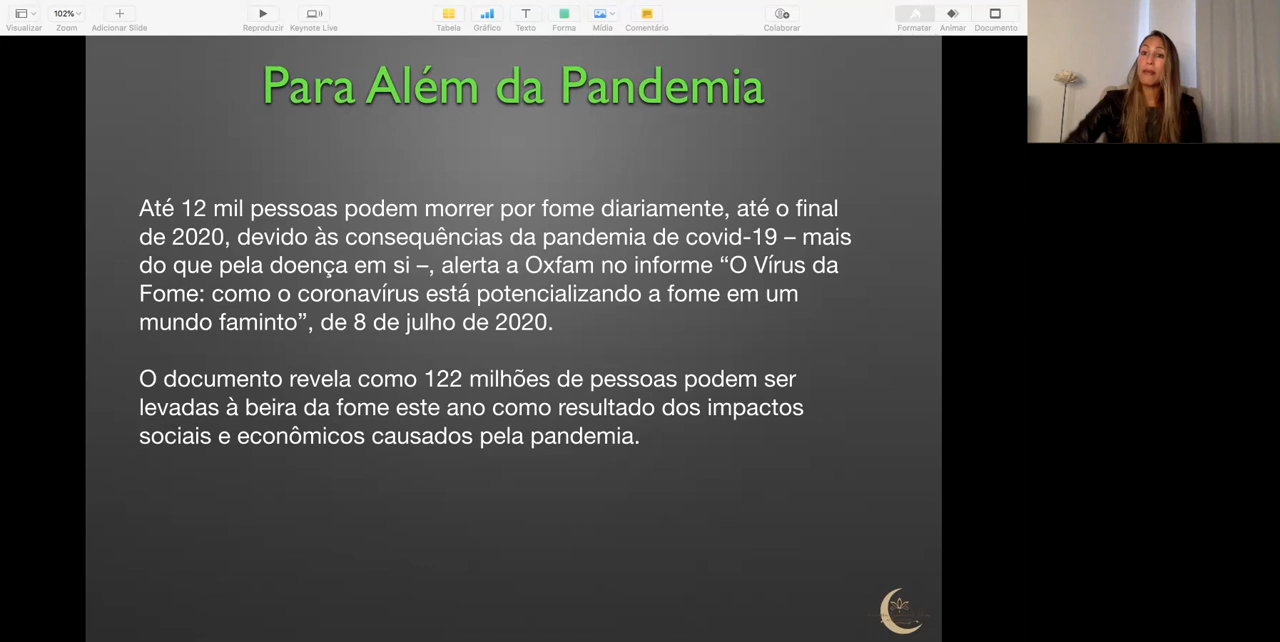 102%
Visualizar Zoom Adicionar Slide Reproduzir Keynote Live Tabela Gráfico Texto Forma Mídia Comentário Colaborar Formatar Animar Documento
Para Além da Pandemia
Até 12 mil pessoas podem morrer por fome diariamente, até o final
de 2020, devido às consequências da pandemia de covid-19 – mais
do que pela doença em si –, alerta a Oxfam no informe “O Vírus da
Fome: como o coronavírus está potencializando a fome em um
mundo faminto”, de 8 de julho de 2020.
O documento revela como 122 milhões de pessoas podem ser
levadas à beira da fome este ano como resultado dos impactos
sociais e econômicos causados pela pandemia.